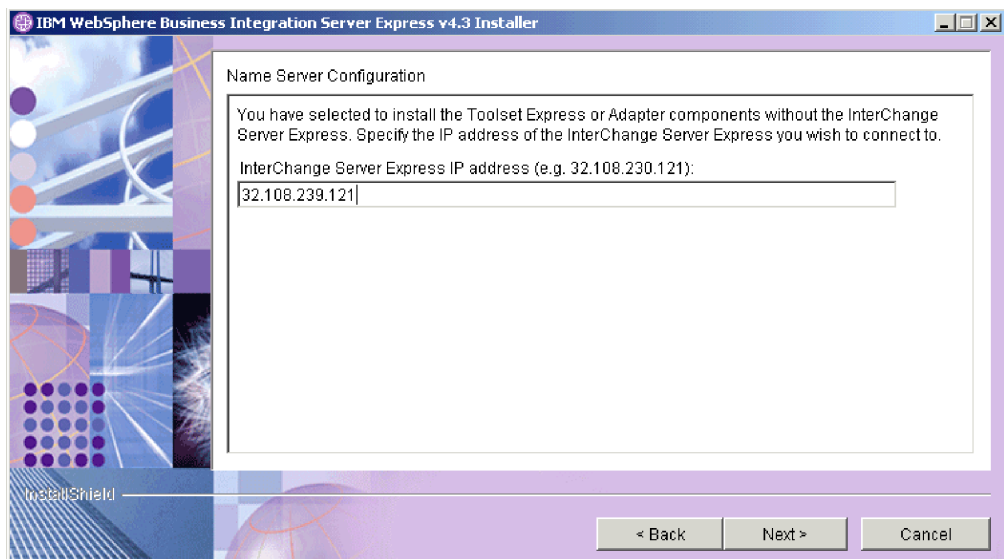 IBM WebSphere Business Integration Server Express v4.3 Installer
Name Server Configuration
You have selected to install the Toolset Express or Adapter components without the InterChange
Server Express. Specify the IP address of the InterChange Server Express you wish to connect to.
InterChange Server Express IP address (e.g. 32.108.230.121):
32.108.239.121
InstallShield
< Back Next > Cancel